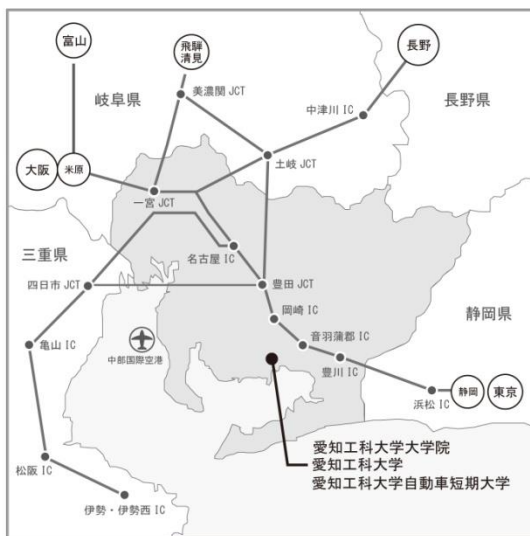 富山
飛騨
清見
長野
岐阜県
美濃関 JCT
中津川 IC
長野県
大阪
米原
土岐 JCT
一宮 JCT
三重県
名古屋 IC
四日市 JCT
豊田 JCT
岡崎 IC
静岡県
亀山 IC
中部国際空港
音羽蒲郡 IC
豊川 IC
浜松 IC
静岡
東京
愛知工科大学大学院
愛知工科大学
愛知工科大学自動車短期大学
松阪 IC
伊勢・伊勢西 IC